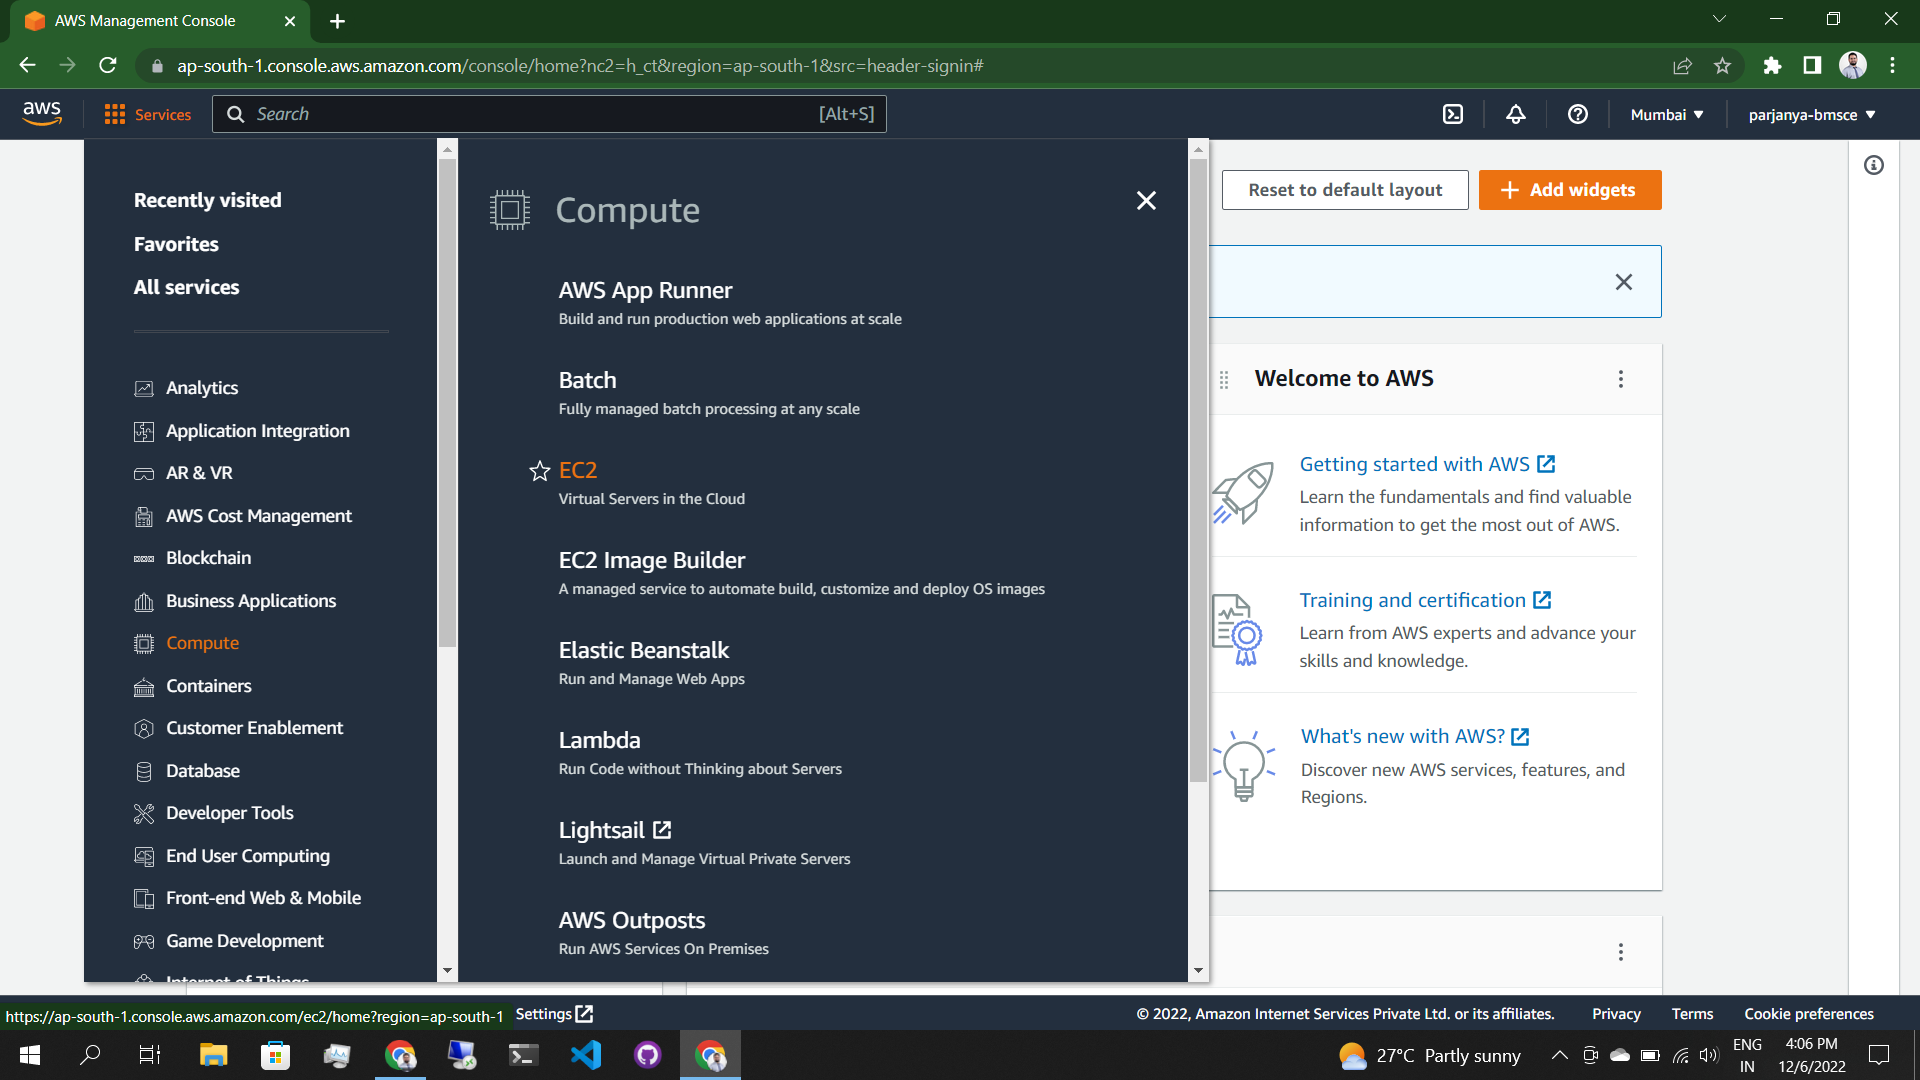 AWS Management Console
ap-south-1.console.aws.amazon.com/console/home?nc2=h_ct&region=ap-south-1&src=header-signin#
aws
Services
Search
[Alt+S]
Mumbai
parjanya-bmsce
Recently visited
Favorites
All services
Analytics
Application Integration
AR & VR
AWS Cost Management
Blockchain
Business Applications
Compute
Containers
Customer Enablement
Database
Developer Tools
End User Computing
Front-end Web & Mobile
Game Development
Internet of Things
Compute
AWS App Runner
Build and run production web applications at scale
Batch
Fully managed batch processing at any scale
EC2
Virtual Servers in the Cloud
EC2 Image Builder
A managed service to automate build, customize and deploy OS images
Elastic Beanstalk
Run and Manage Web Apps
Lambda
Run Code without Thinking about Servers
Lightsail
Launch and Manage Virtual Private Servers
AWS Outposts
Run AWS Services On Premises
Reset to default layout
Add widgets
Welcome to AWS
Getting started with AWS
Learn the fundamentals and find valuable
information to get the most out of AWS.
Training and certification
Learn from AWS experts and advance your
skills and knowledge.
What's new with AWS?
Discover new AWS services, features, and
Regions.
https://ap-south-1.console.aws.amazon.com/ec2/home?region=ap-south-1
Settings
© 2022, Amazon Internet Services Private Ltd. or its affiliates.
Privacy
Terms
Cookie preferences
27°C Partly sunny
ENG
IN
4:06 PM
12/6/2022